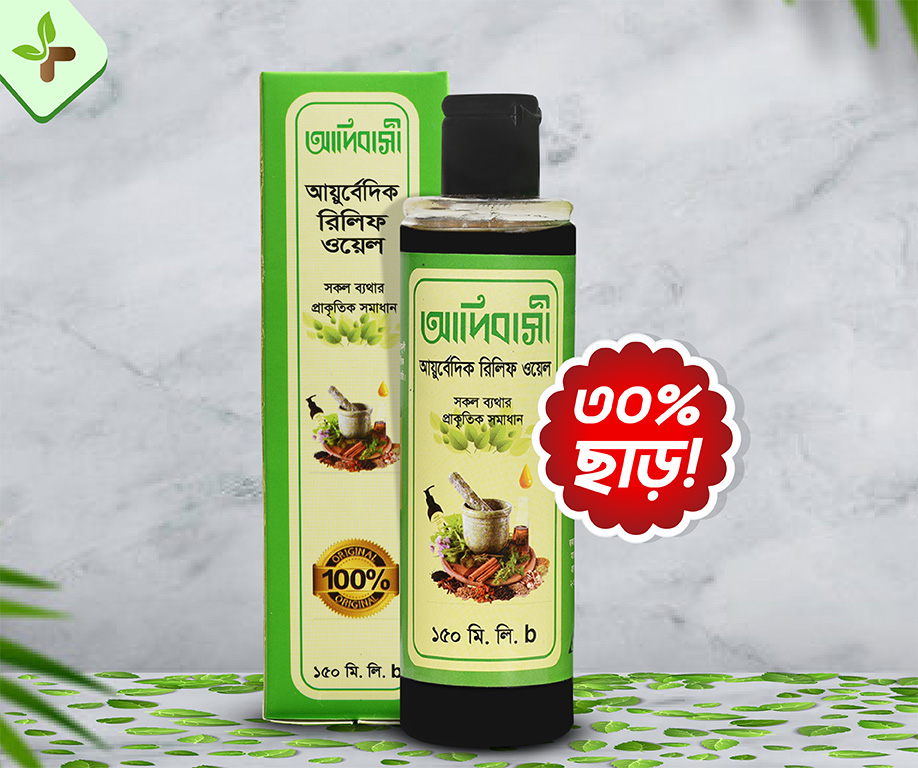 আদিবাসী
আয়ুর্বেদিক
রিলিফ
ওয়েল
সকল ব্যথার
প্রাকৃতিক সমাধান
ORIGINAL
100%
ORIGINAL
১৫০ মি. লি. b
আদিবাসী
আয়ুর্বেদিক রিলিফ ওয়েল
সকল ব্যথার
প্রাকৃতিক সমাধান
১৫০ মি. লি. b
৩০%
ছাড়!